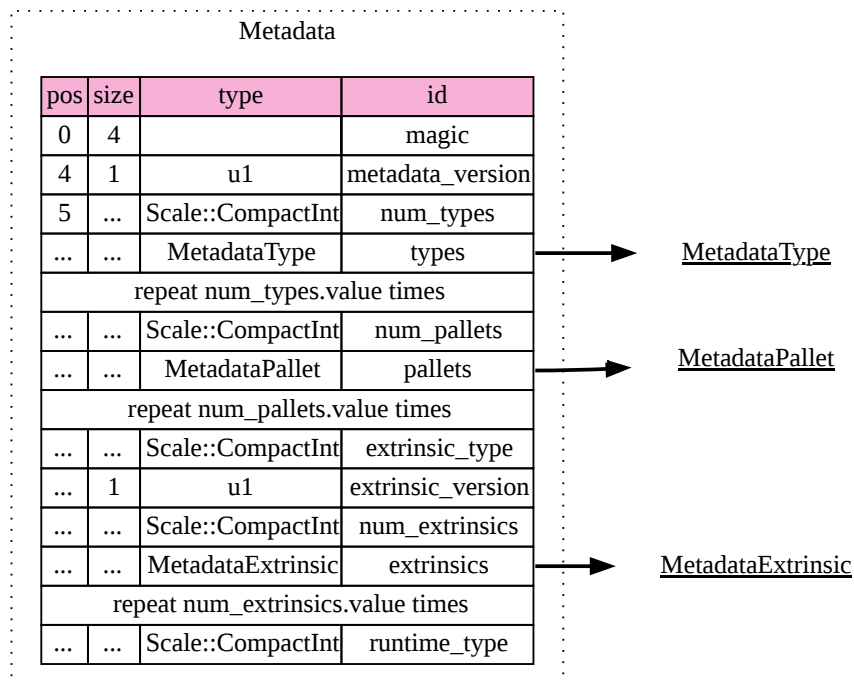 Metadata
pos size type id
0 4 magic
4 1 u1 metadata_version
5 ... Scale::CompactInt num_types
... ... MetadataType types MetadataType
repeat num_types.value times
... ... Scale::CompactInt num_pallets
... ... MetadataPallet pallets MetadataPallet
repeat num_pallets.value times
... ... Scale::CompactInt extrinsic_type
... 1 u1 extrinsic_version
... ... Scale::CompactInt num_extrinsics
... ... MetadataExtrinsic extrinsics MetadataExtrinsic
repeat num_extrinsics.value times
... ... Scale::CompactInt runtime_type